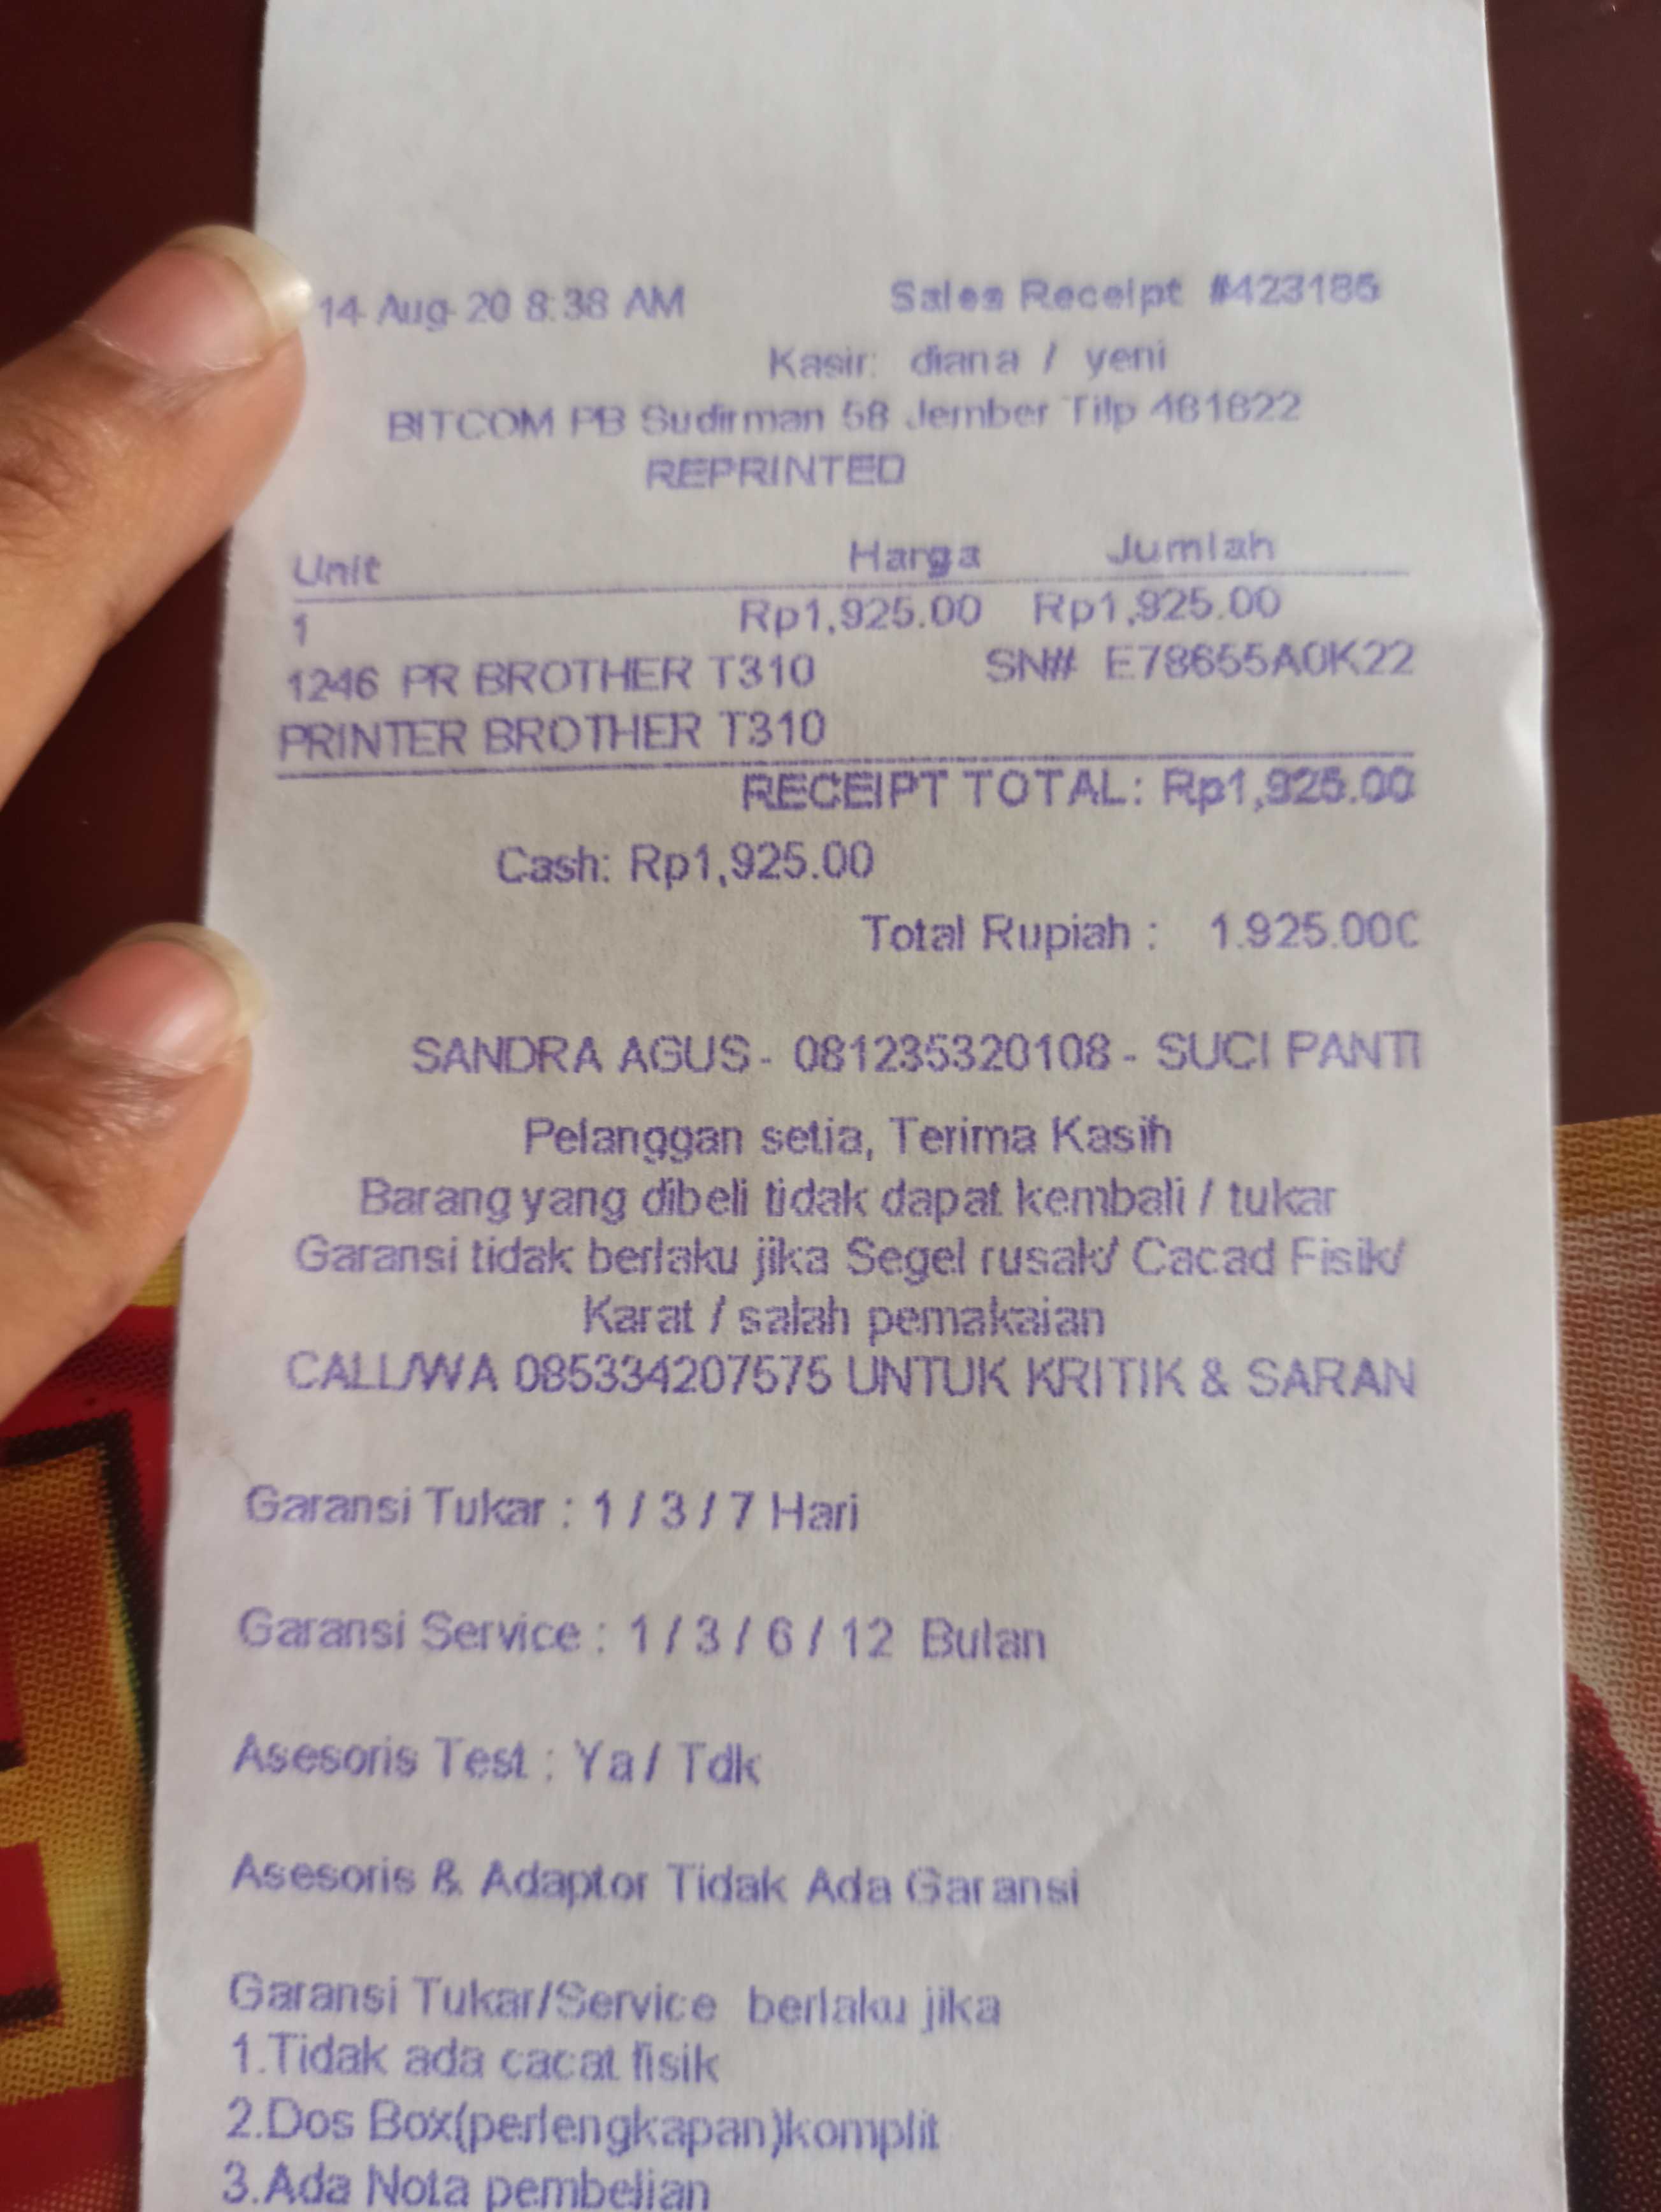 14 Aug 20 8:38 AM Sales Receipt #423185
Kasir: diana / yeni
BITCOM PB Sudirman 58 Jember Tilp 481822
REPRINTED
Unit Harga Jumlah
1 Rp1,925.00 Rp1,925.00
1246 PR BROTHER T310 SN# E78655A0K22
PRINTER BROTHER T310
RECEIPT TOTAL: Rp1,925.00
Cash: Rp1,925.00
Total Rupiah : 1.925.000
SANDRA AGUS - 081235320108 - SUCI PANTI
Pelanggan setia, Terima Kasih
Barang yang dibeli tidak dapat kembali / tukar
Garansi tidak berlaku jika Segel rusak/ Cacad Fisik/
Karat / salah pemakaian
CALL/WA 085334207575 UNTUK KRITIK & SARAN
Garansi Tukar : 1 / 3 / 7 Hari
Garansi Service : 1 / 3 / 6 / 12 Bulan
Asesoris Test : Ya / Tdk
Asesoris & Adaptor Tidak Ada Garansi
Garansi Tukar/Service berlaku jika
1.Tidak ada cacat fisik
2.Dos Box(perlengkapan)komplit
3.Ada Nota pembelian